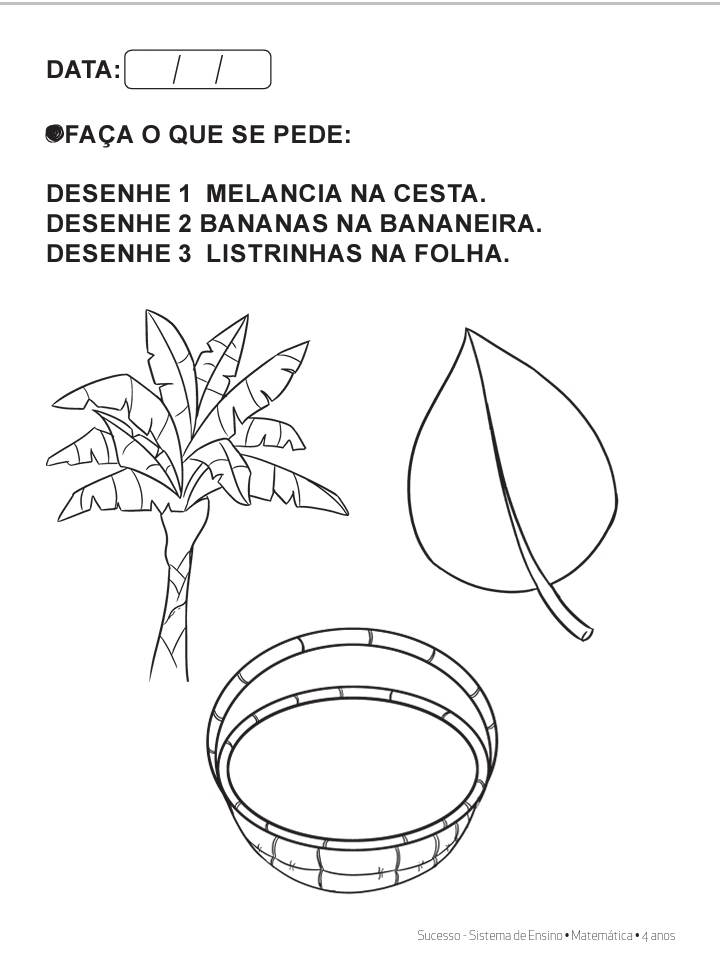 DATA: / /
FAÇA O QUE SE PEDE:
DESENHE 1 MELANCIA NA CESTA.
DESENHE 2 BANANAS NA BANANEIRA.
DESENHE 3 LISTRINHAS NA FOLHA.
Sucesso - Sistema de Ensino • Matemática • 4 anos